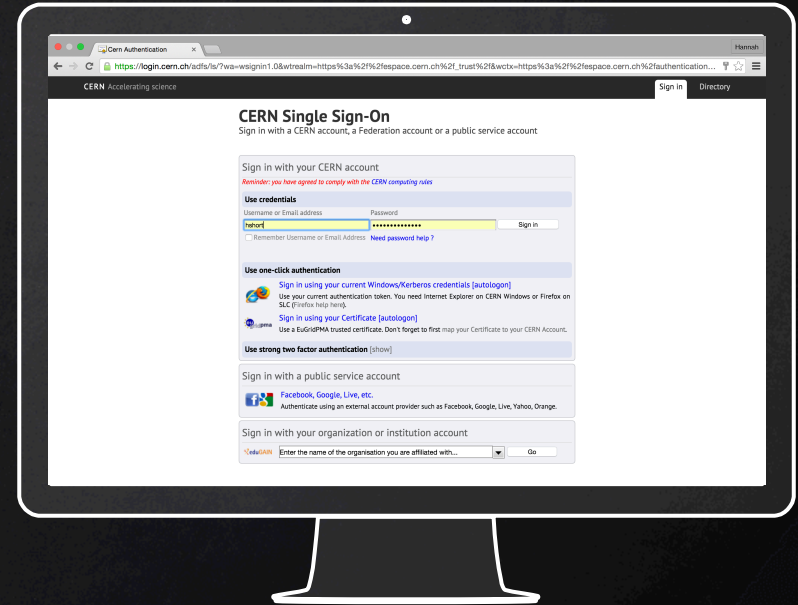 Cern Authentication
Hannah
https://login.cern.ch/adfs/ls/?wa=wsignin1.0&wtrealm=https%3a%2f%2fespace.cern.ch%2f_trust%2f&wctx=https%3a%2f%2fespace.cern.ch%2fauthentication...
CERN Accelerating science
Sign in Directory
CERN Single Sign-On
Sign in with a CERN account, a Federation account or a public service account
Sign in with your CERN account
Reminder: you have agreed to comply with the CERN computing rules
Use credentials
Username or Email address Password
hshort •••••••••••••• Sign in
Remember Username or Email Address Need password help ?
Use one-click authentication
Sign in using your current Windows/Kerberos credentials [autologon]
Use your current authentication token. You need Internet Explorer on CERN Windows or Firefox on
SLC (Firefox help here).
Sign in using your Certificate [autologon]
Use a EuGridPMA trusted certificate. Don't forget to first map your Certificate to your CERN Account.
Use strong two factor authentication [show]
Sign in with a public service account
Facebook, Google, Live, etc.
Authenticate using an external account provider such as Facebook, Google, Live, Yahoo, Orange.
Sign in with your organization or institution account
eduGAIN Enter the name of the organisation you are affiliated with... Go